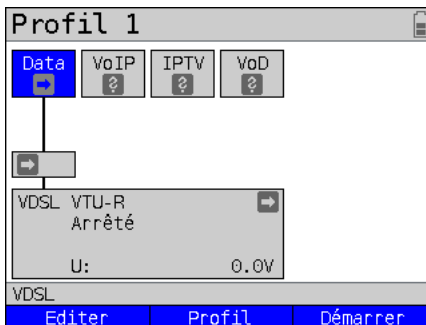 Profil 1
Data VoIP IPTV VoD
? ? ?
VDSL VTU-R
Arrêté
U: 0.0V
VDSL
Editer Profil Démarrer